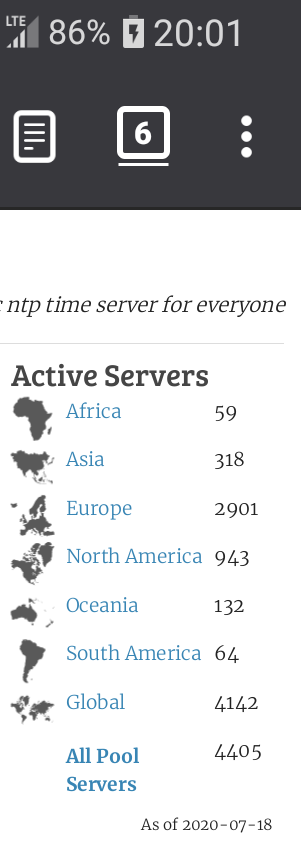 LTE 86% 20:01
6
ntp time server for everyone
Active Servers
Africa 59
Asia 318
Europe 2901
North America 943
Oceania 132
South America 64
Global 4142
All Pool 4405
Servers
As of 2020-07-18